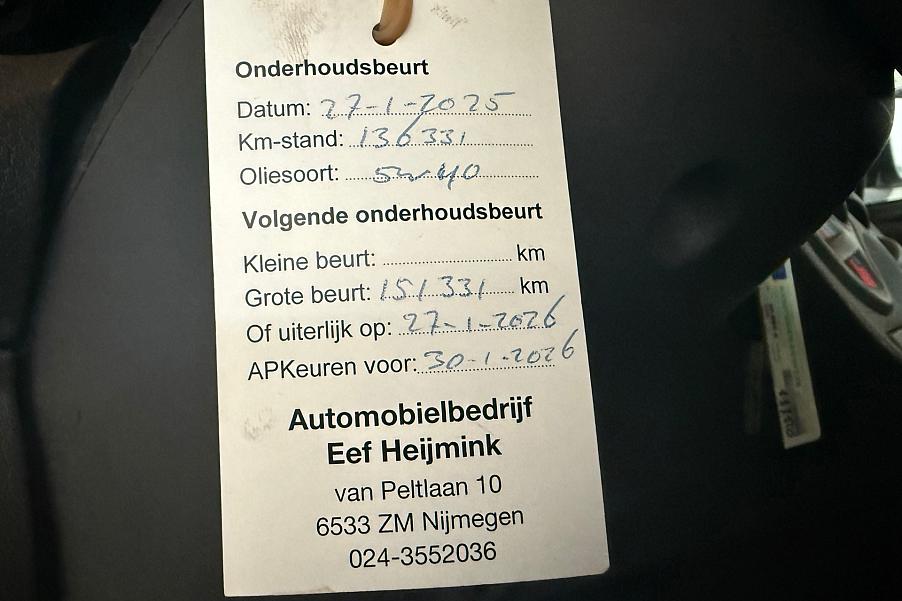 Onderhoudsbeurt
Datum: 27-1-2025
Km-stand: 136331
Oliesoort: 5w40
Volgende onderhoudsbeurt
Kleine beurt: km
Grote beurt: 151331 km
Of uiterlijk op: 27-1-2026
APKeuren voor: 30-1-2026
Automobielbedrijf
Eef Heijmink
van Peltlaan 10
6533 ZM Nijmegen
024-3552036